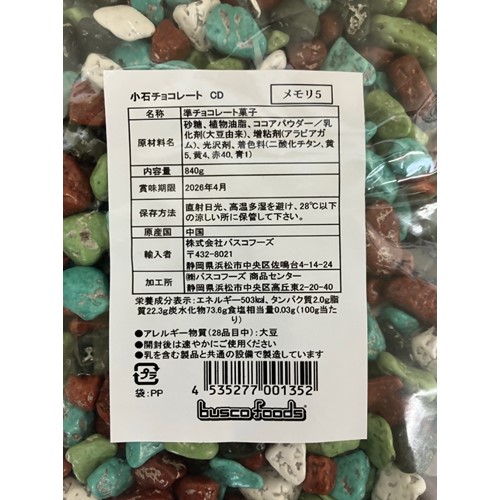 小石チョコレート CD
メモリ5
名称 準チョコレート菓子
原材料名 砂糖、植物油脂、ココアパウダー／乳
化剤(大豆由来)、増粘剤(アラビアガ
ム)、光沢剤、着色料(二酸化チタン、黄
5、黄4、赤40、青1)
内容量 840g
賞味期限 2026年4月
保存方法 直射日光、高温多湿を避け、28℃以下
の涼しい所に保管して下さい。
原産国 中国
輸入者 株式会社バスコフーズ
〒432-8021
静岡県浜松市中央区佐鳴台4-14-24
加工所 ㈱バスコフーズ 商品センター
静岡県浜松市中央区高丘東2-20-40
栄養成分表示:エネルギー503㎉、タンパク質2.0g脂
質22.3g炭水化物73.6g食塩相当量0.03g(100g当た
り)
●アレルギー物質(28品目中):大豆
●開封後は速やかにご使用ください
●乳を含む製品と共通の設備で製造しています
プラ
袋:PP
4 535277 001352
buscofoods